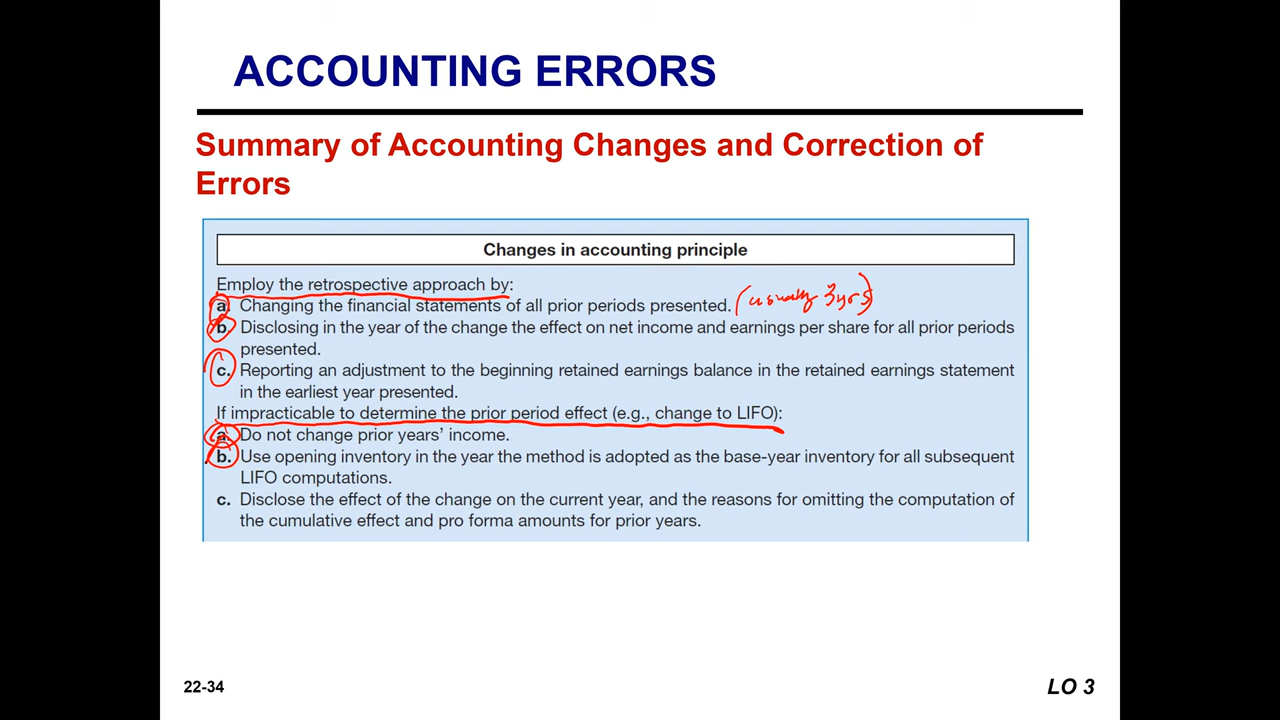 ACCOUNTING ERRORS
Summary of Accounting Changes and Correction of
Errors
Changes in accounting principle
Employ the retrospective approach by:
a. Changing the financial statements of all prior periods presented. (usually 3yrs)
b. Disclosing in the year of the change the effect on net income and earnings per share for all prior periods
presented.
c. Reporting an adjustment to the beginning retained earnings balance in the retained earnings statement
in the earliest year presented.
If impracticable to determine the prior period effect (e.g., change to LIFO):
a. Do not change prior years’ income.
b. Use opening inventory in the year the method is adopted as the base-year inventory for all subsequent
LIFO computations.
c. Disclose the effect of the change on the current year, and the reasons for omitting the computation of
the cumulative effect and pro forma amounts for prior years.
22-34
LO 3